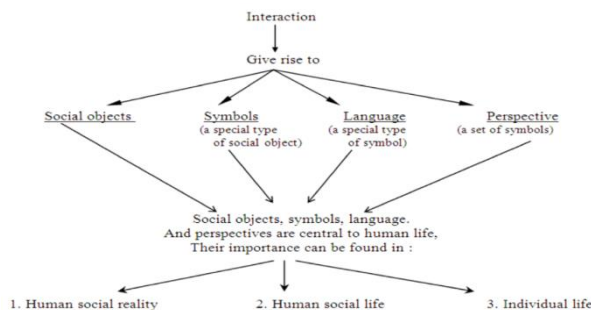 Interaction
Give rise to
Social objects
Symbols
(a special type
of social object)
Language
(a special type
of symbol)
Perspective
(a set of symbols)
Social objects, symbols, language.
And perspectives are central to human life,
Their importance can be found in :
1. Human social reality
2. Human social life
3. Individual life